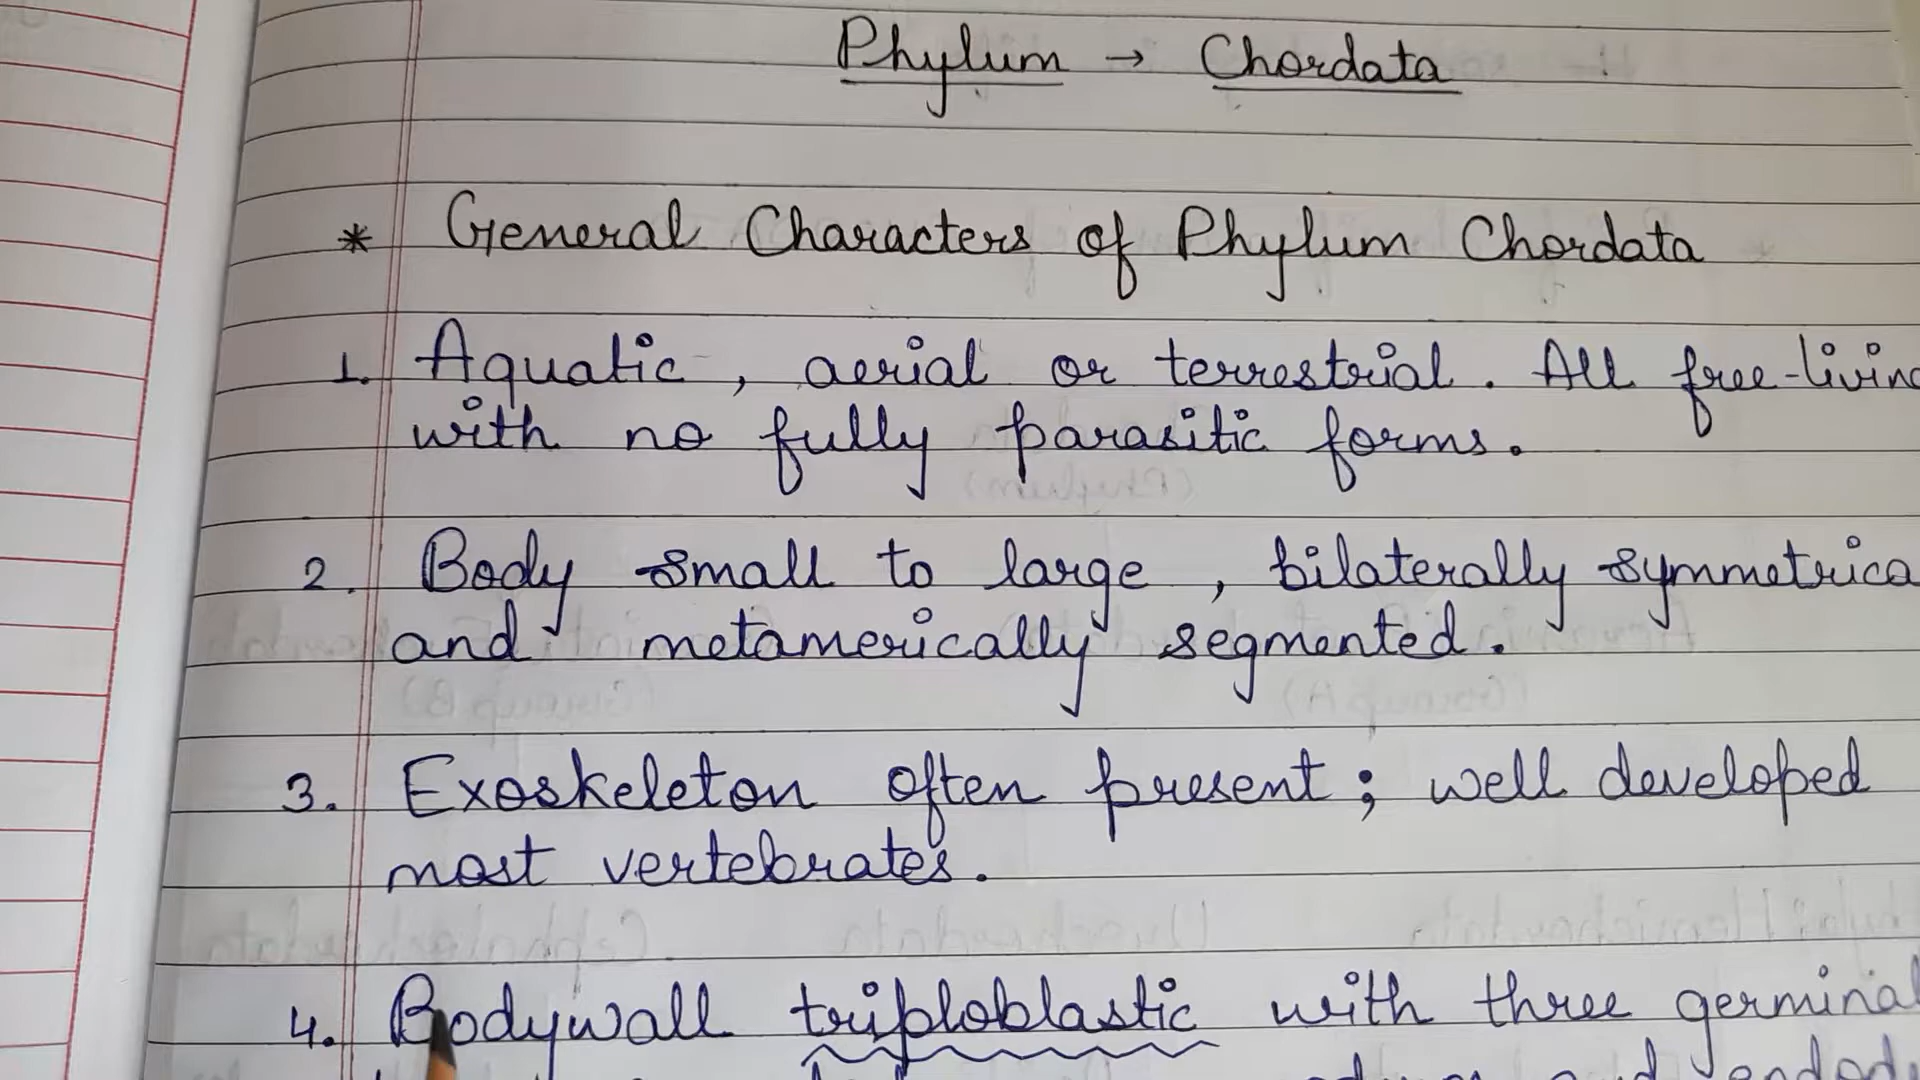 Phylum → Chordata
* General Characters of Phylum Chordata
1. Aquatic, aerial or terrestrial. All free-living
with no fully parasitic forms.
2. Body small to large, bilaterally symmetrica
and metamerically segmented.
3. Exoskeleton often present; well developed
most vertebrates.
4. Bodywall triploblastic with three germinal
and